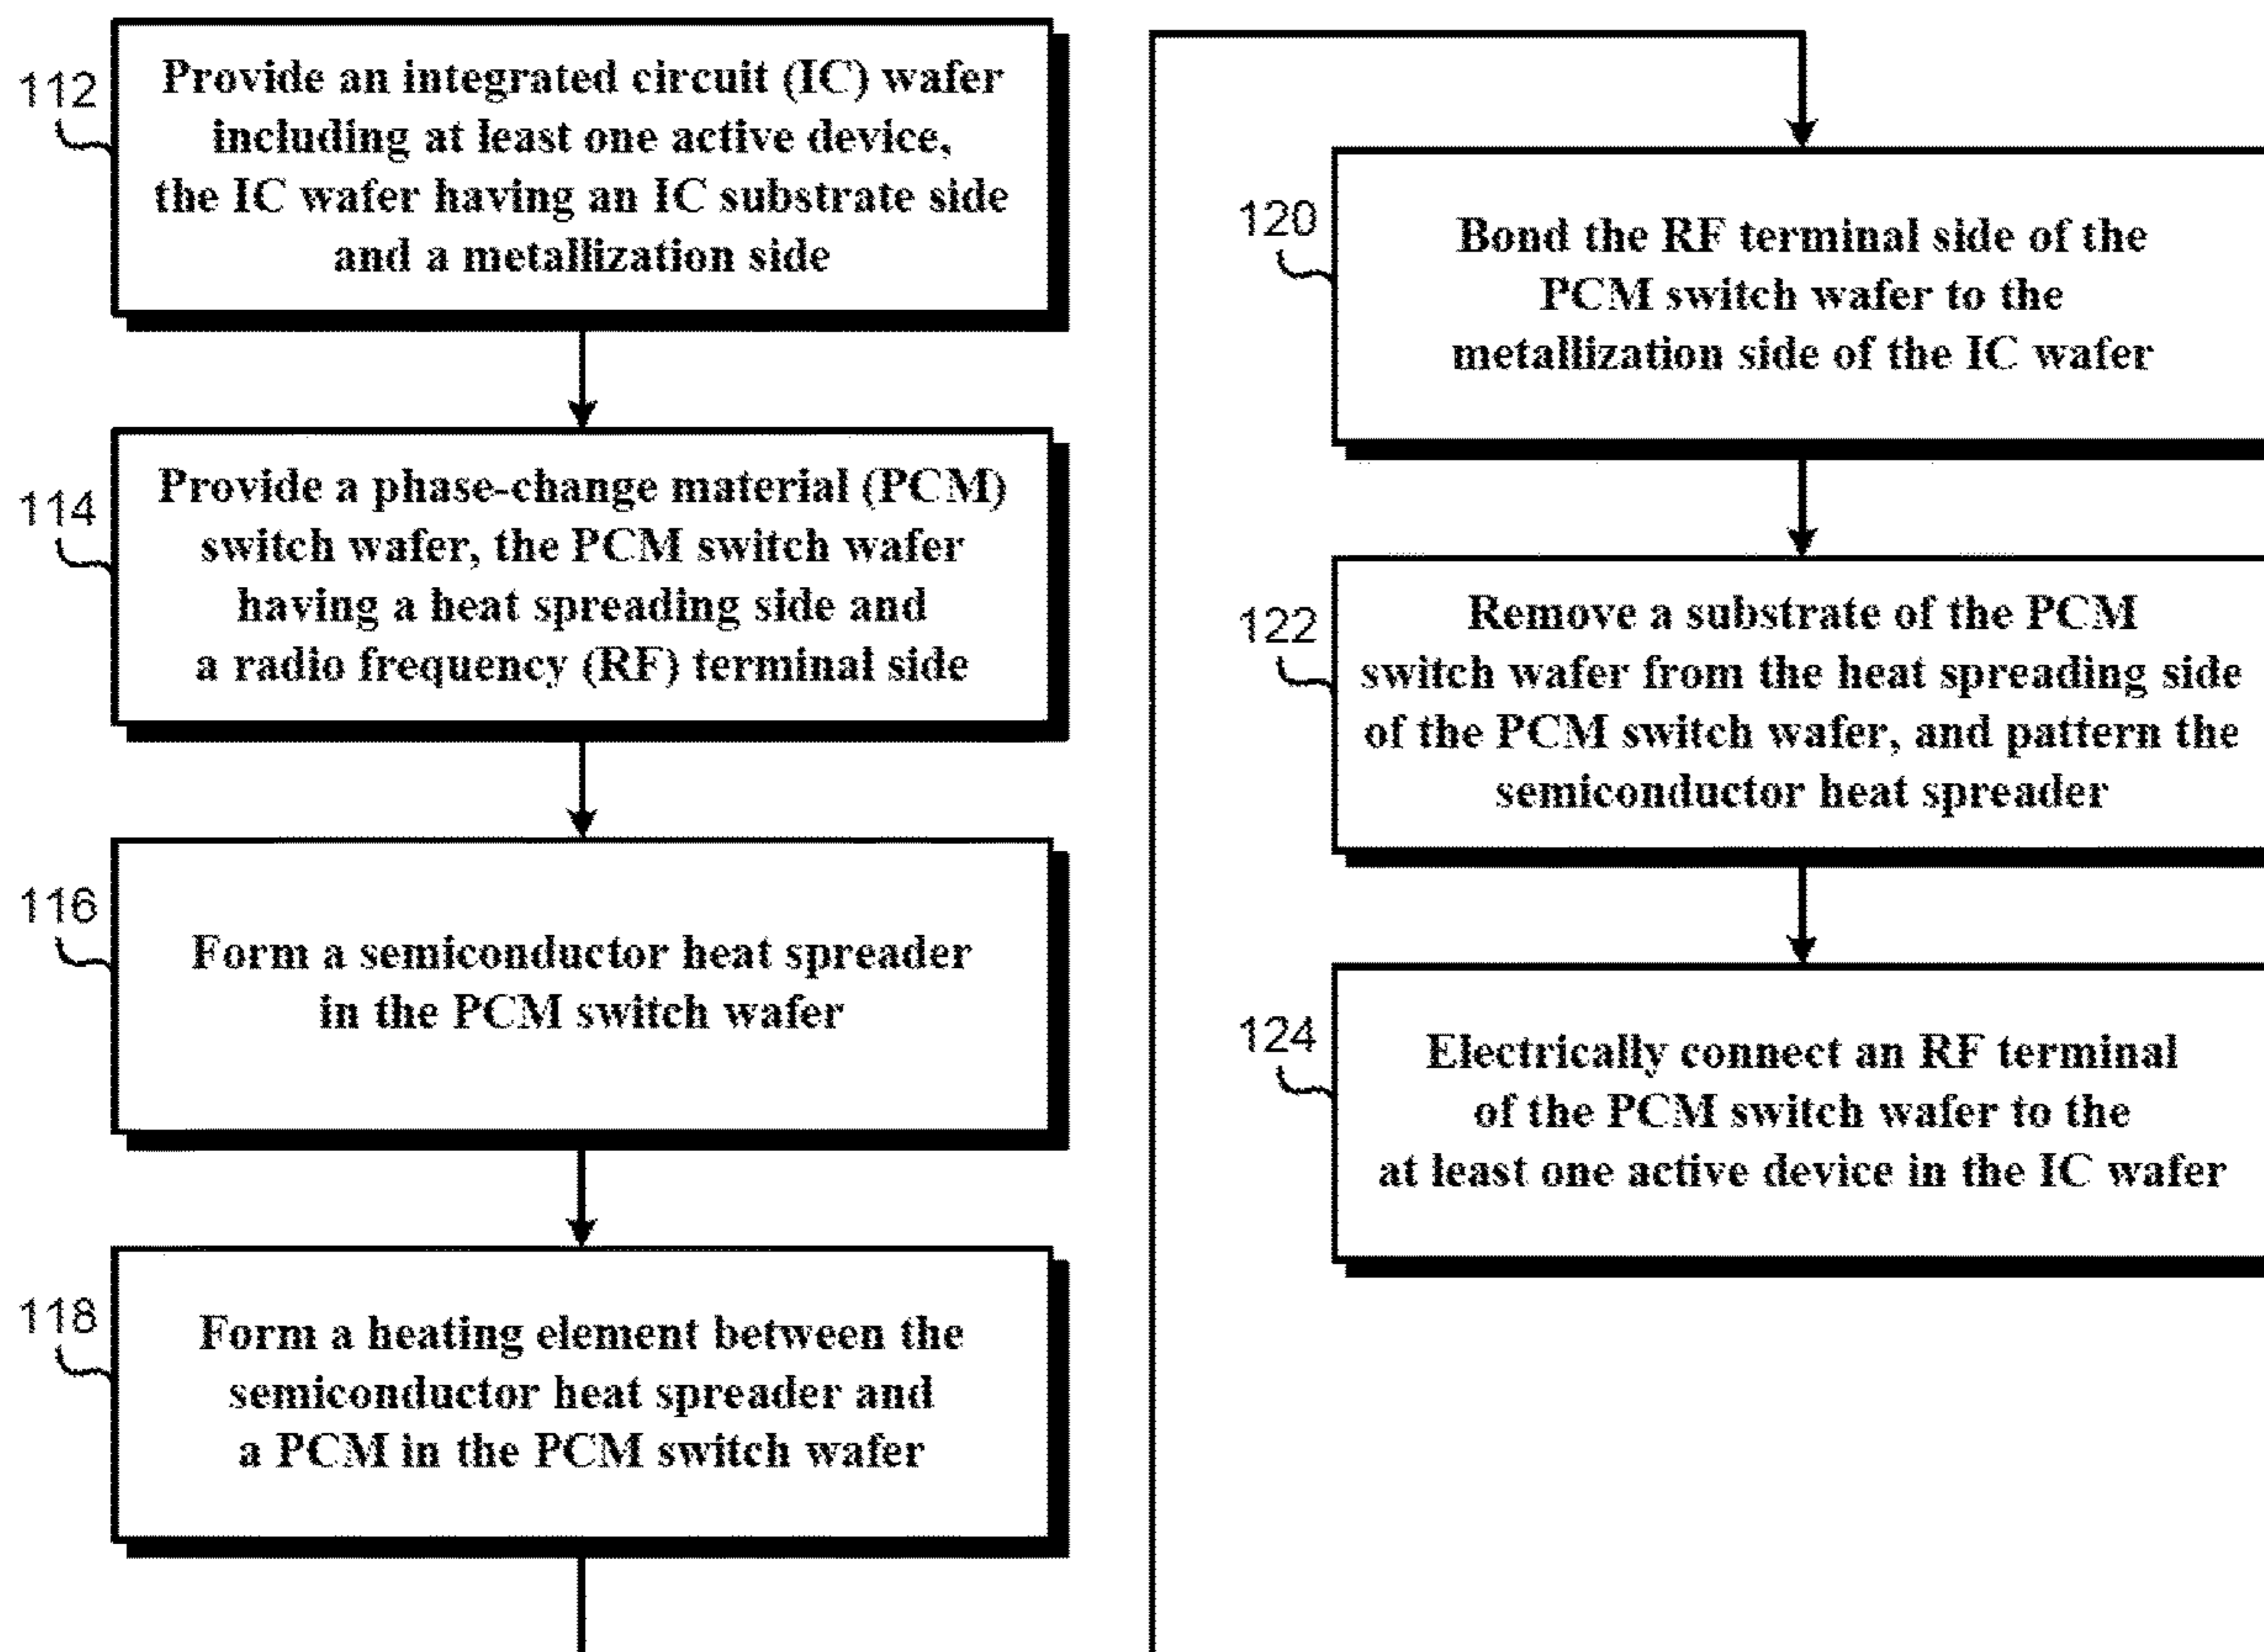 112
Provide an integrated circuit (IC) wafer
including at least one active device,
the IC wafer having an IC substrate side
and a metallization side
114
Provide a phase-change material (PCM)
switch wafer, the PCM switch wafer
having a heat spreading side and
a radio frequency (RF) terminal side
116
Form a semiconductor heat spreader
in the PCM switch wafer
118
Form a heating element between the
semiconductor heat spreader and
a PCM in the PCM switch wafer
120
Bond the RF terminal side of the
PCM switch wafer to the
metallization side of the IC wafer
122
Remove a substrate of the PCM
switch wafer from the heat spreading side
of the PCM switch wafer, and pattern the
semiconductor heat spreader
124
Electrically connect an RF terminal
of the PCM switch wafer to the
at least one active device in the IC wafer